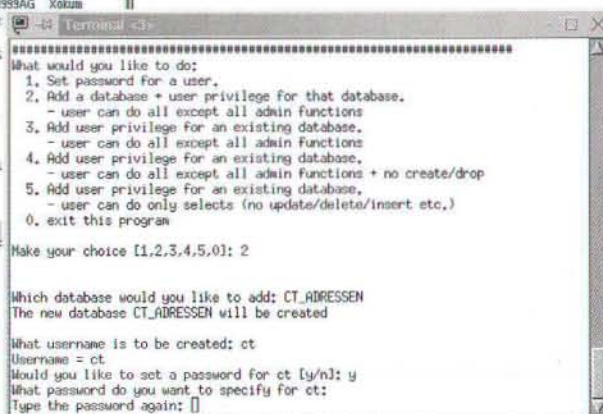 Xokum
Terminal <3>
################################################################
What would you like to do:
1. Set password for a user.
2. Add a database + user privilege for that database.
- user can do all except all admin functions
3. Add user privilege for an existing database.
- user can do all except all admin functions
4. Add user privilege for an existing database.
- user can do all except all admin functions + no create/drop
5. Add user privilege for an existing database.
- user can do only selects (no update/delete/insert etc.)
0. exit this program
Make your choice [1,2,3,4,5,0]: 2
Which database would you like to add: CT_ADRESSEN
The new database CT_ADRESSEN will be created
What username is to be created: ct
Username = ct
Would you like to set a password for ct [y/n]: y
What password do you want to specify for ct:
Type the password again: